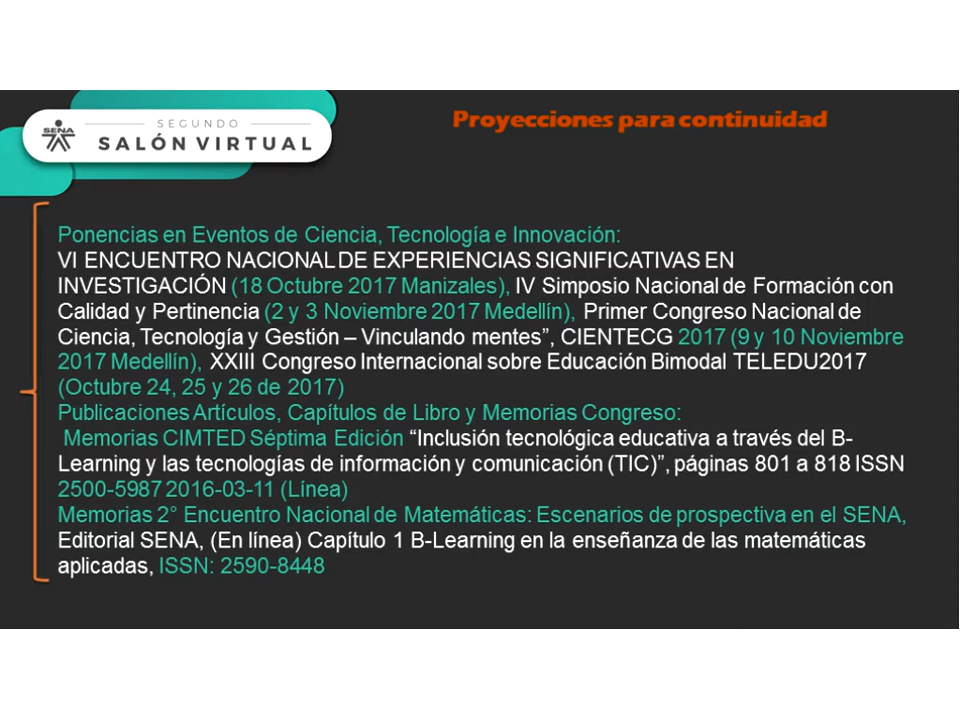 SENA
SEGUNDO
SALÓN VIRTUAL
Proyecciones para continuidad
Ponencias en Eventos de Ciencia, Tecnología e Innovación:
VI ENCUENTRO NACIONAL DE EXPERIENCIAS SIGNIFICATIVAS EN
INVESTIGACIÓN (18 Octubre 2017 Manizales), IV Simposio Nacional de Formación con
Calidad y Pertinencia (2 y 3 Noviembre 2017 Medellín), Primer Congreso Nacional de
Ciencia, Tecnología y Gestión – Vinculando mentes”, CIENTECG 2017 (9 y 10 Noviembre
2017 Medellín), XXIII Congreso Internacional sobre Educación Bimodal TELEDU2017
(Octubre 24, 25 y 26 de 2017)
Publicaciones Artículos, Capítulos de Libro y Memorias Congreso:
Memorias CIMTED Séptima Edición “Inclusión tecnológica educativa a través del B-
Learning y las tecnologías de información y comunicación (TIC)”, páginas 801 a 818 ISSN
2500-5987 2016-03-11 (Línea)
Memorias 2° Encuentro Nacional de Matemáticas: Escenarios de prospectiva en el SENA,
Editorial SENA, (En línea) Capítulo 1 B-Learning en la enseñanza de las matemáticas
aplicadas, ISSN: 2590-8448